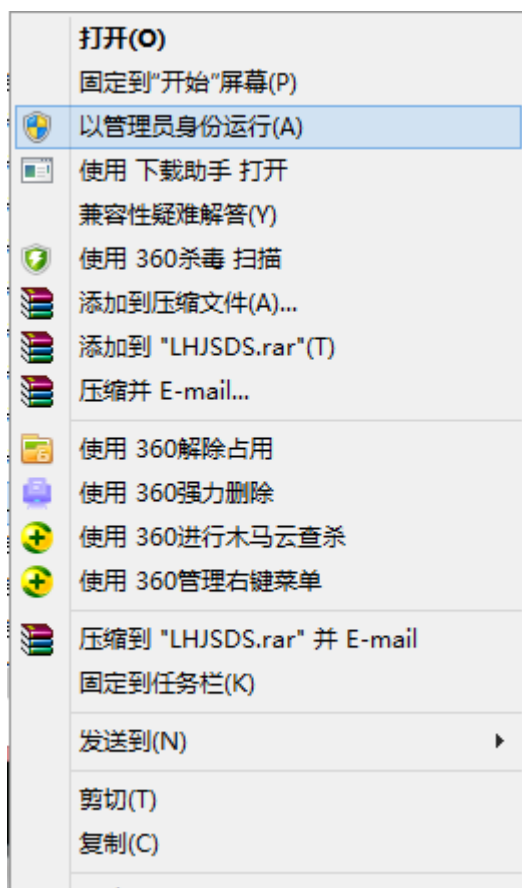 打开(O)
固定到"开始"屏幕(P)
以管理员身份运行(A)
使用 下载助手 打开
兼容性疑难解答(Y)
使用 360杀毒 扫描
添加到压缩文件(A)...
添加到 "LHJSDS.rar"(T)
压缩并 E-mail...
使用 360解除占用
使用 360强力删除
使用 360进行木马云查杀
使用 360管理右键菜单
压缩到 "LHJSDS.rar" 并 E-mail
固定到任务栏(K)
发送到(N)
剪切(T)
复制(C)